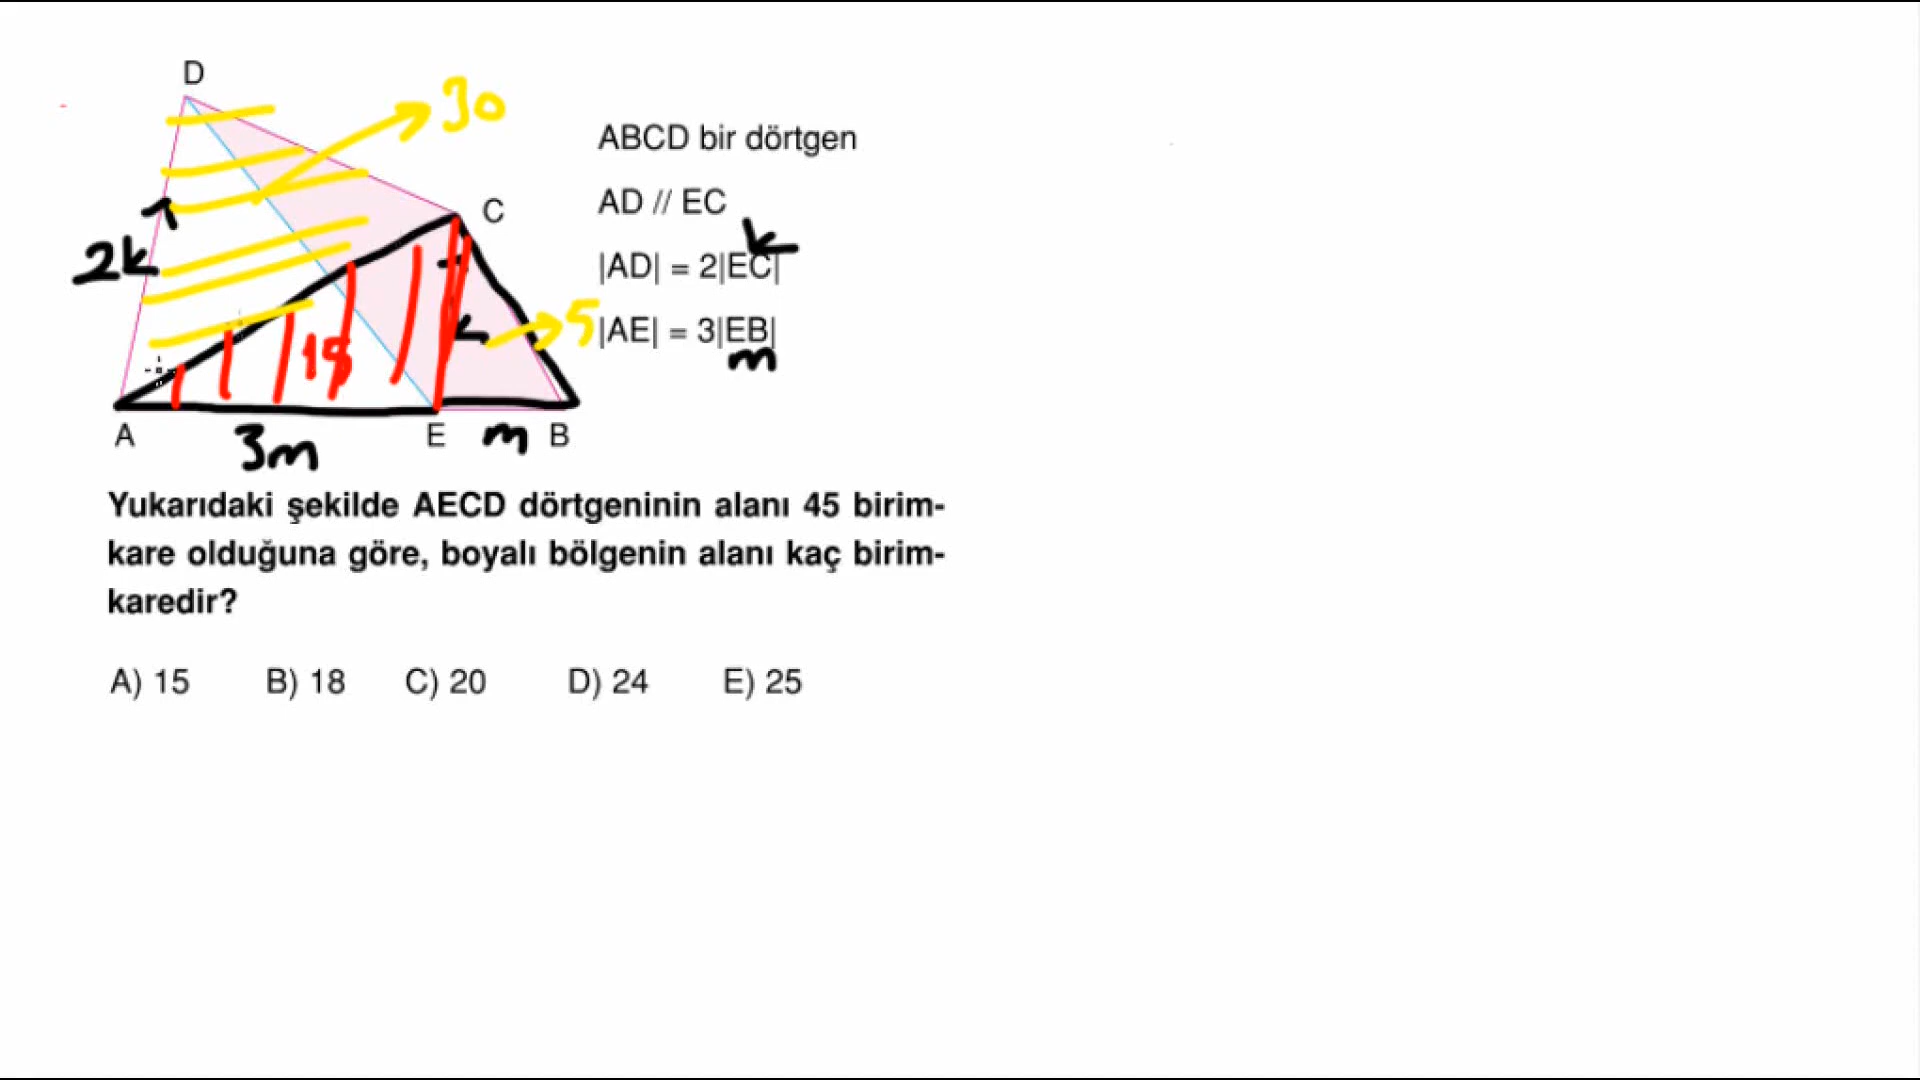 D
30
ABCD bir dörtgen
C
AD // EC
k
2k
|AD| = 2|EC|
5
|AE| = 3|EB|
m
15
A
E
B
3m
m
Yukarıdaki şekilde AECD dörtgeninin alanı 45 birim-
kare olduğuna göre, boyalı bölgenin alanı kaç birim-
karedir?
A) 15 B) 18 C) 20 D) 24 E) 25